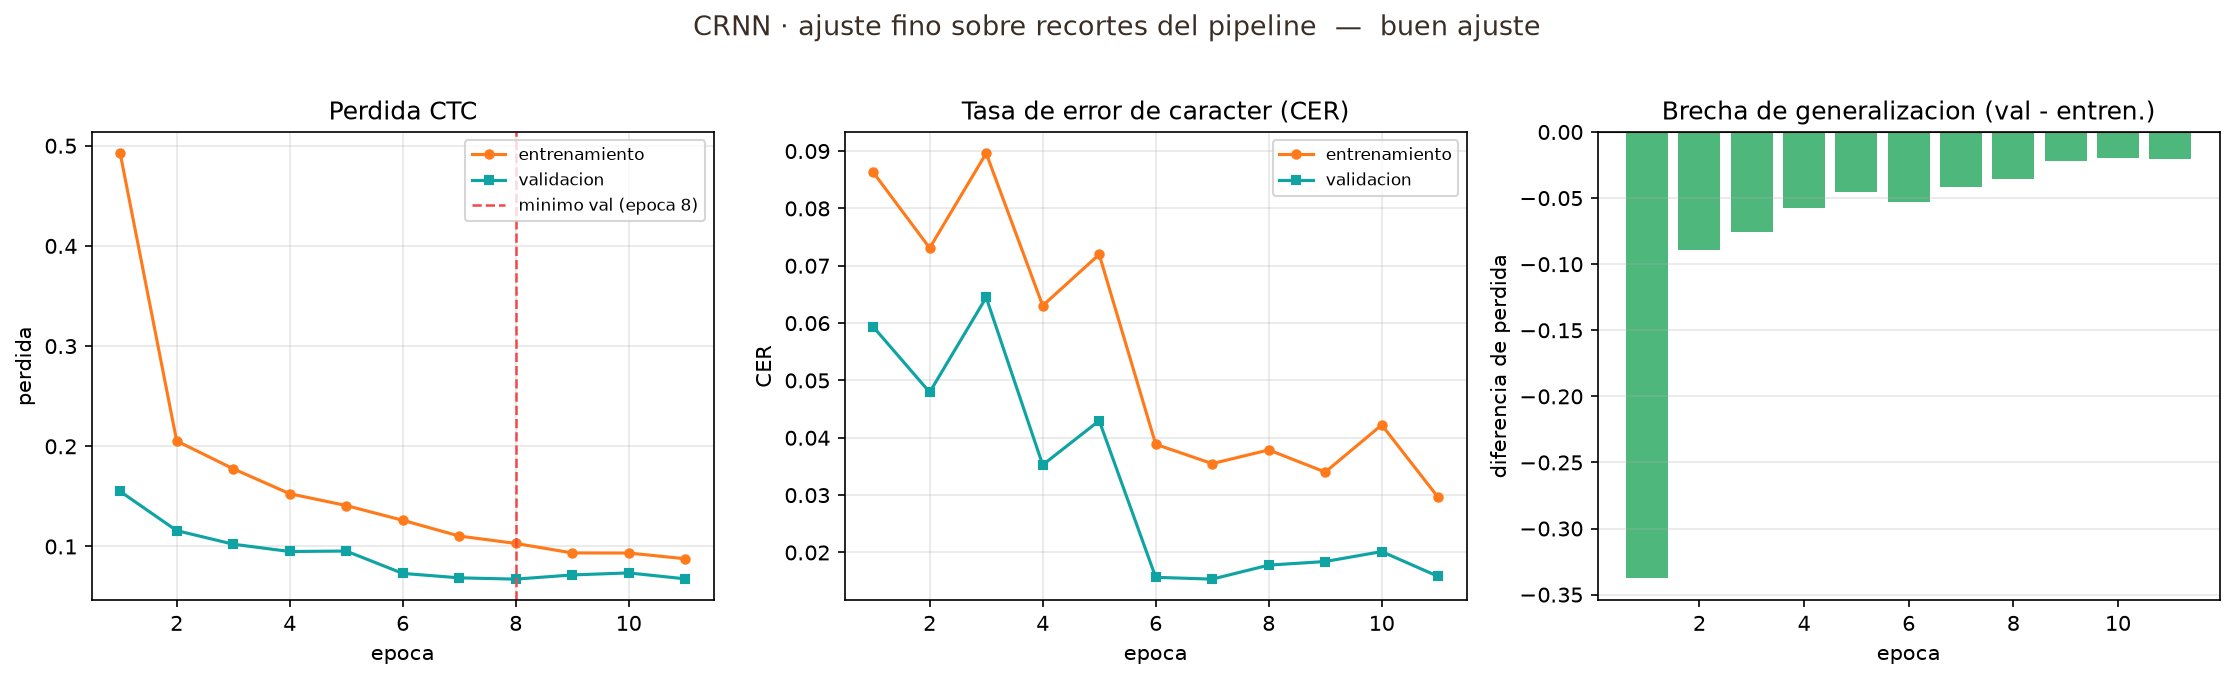 CRNN · ajuste fino sobre recortes del pipeline — buen ajuste
Perdida CTC
0.5
0.4
0.3
0.2
0.1
perdida
2 4 6 8 10
epoca
entrenamiento
validacion
minimo val (epoca 8)
Tasa de error de caracter (CER)
0.09
0.08
0.07
0.06
0.05
0.04
0.03
0.02
CER
2 4 6 8 10
epoca
entrenamiento
validacion
Brecha de generalizacion (val - entren.)
0.00
−0.05
−0.10
−0.15
−0.20
−0.25
−0.30
−0.35
diferencia de perdida
2 4 6 8 10
epoca